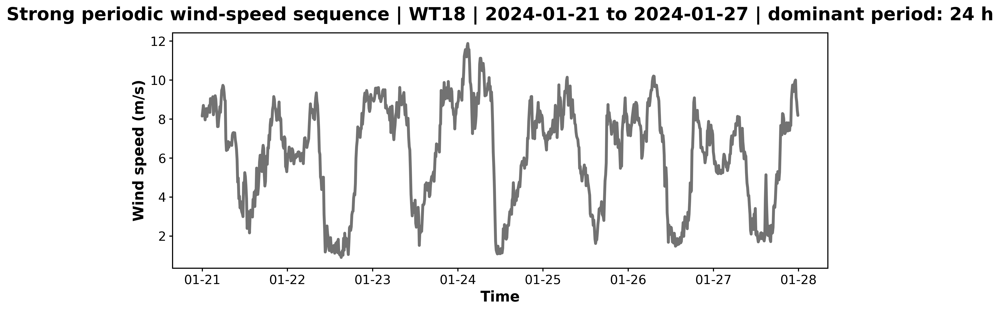 Strong periodic wind-speed sequence | WT18 | 2024-01-21 to 2024-01-27 | dominant period: 24 h
Wind speed (m/s)
12
10
8
6
4
2
01-21 01-22 01-23 01-24 01-25 01-26 01-27 01-28
Time